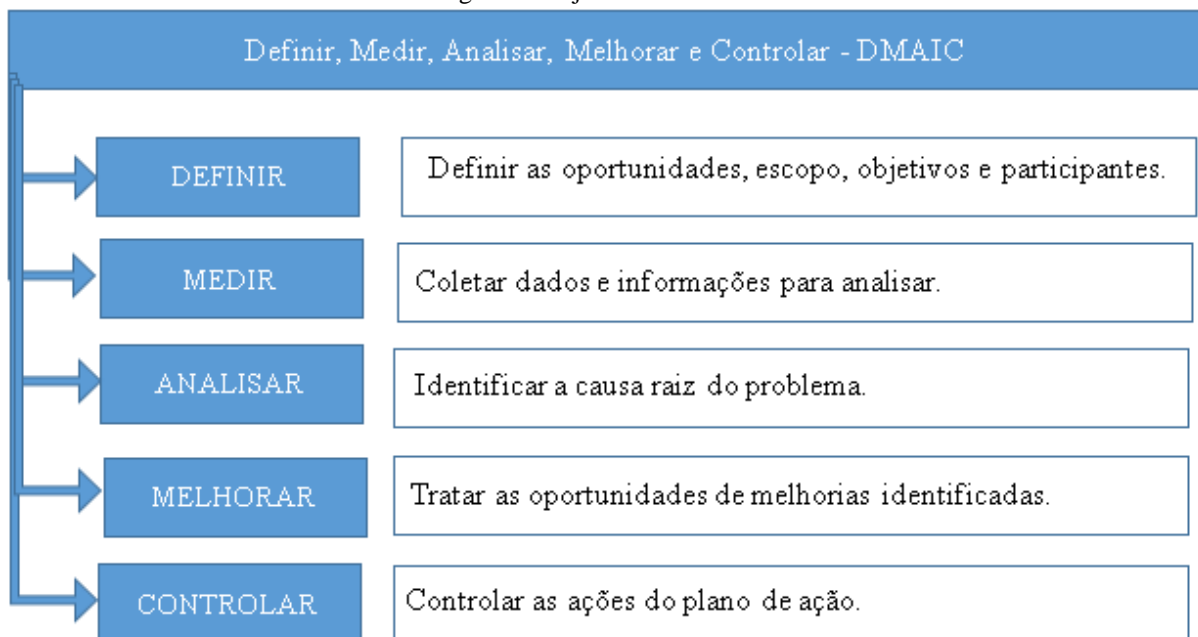 Definir, Medir, Analisar, Melhorar e Controlar - DMAIC
DEFINIR
Definir as oportunidades, escopo, objetivos e participantes.
MEDIR
Coletar dados e informações para analisar.
ANALISAR
Identificar a causa raiz do problema.
MELHORAR
Tratar as oportunidades de melhorias identificadas.
CONTROLAR
Controlar as ações do plano de ação.